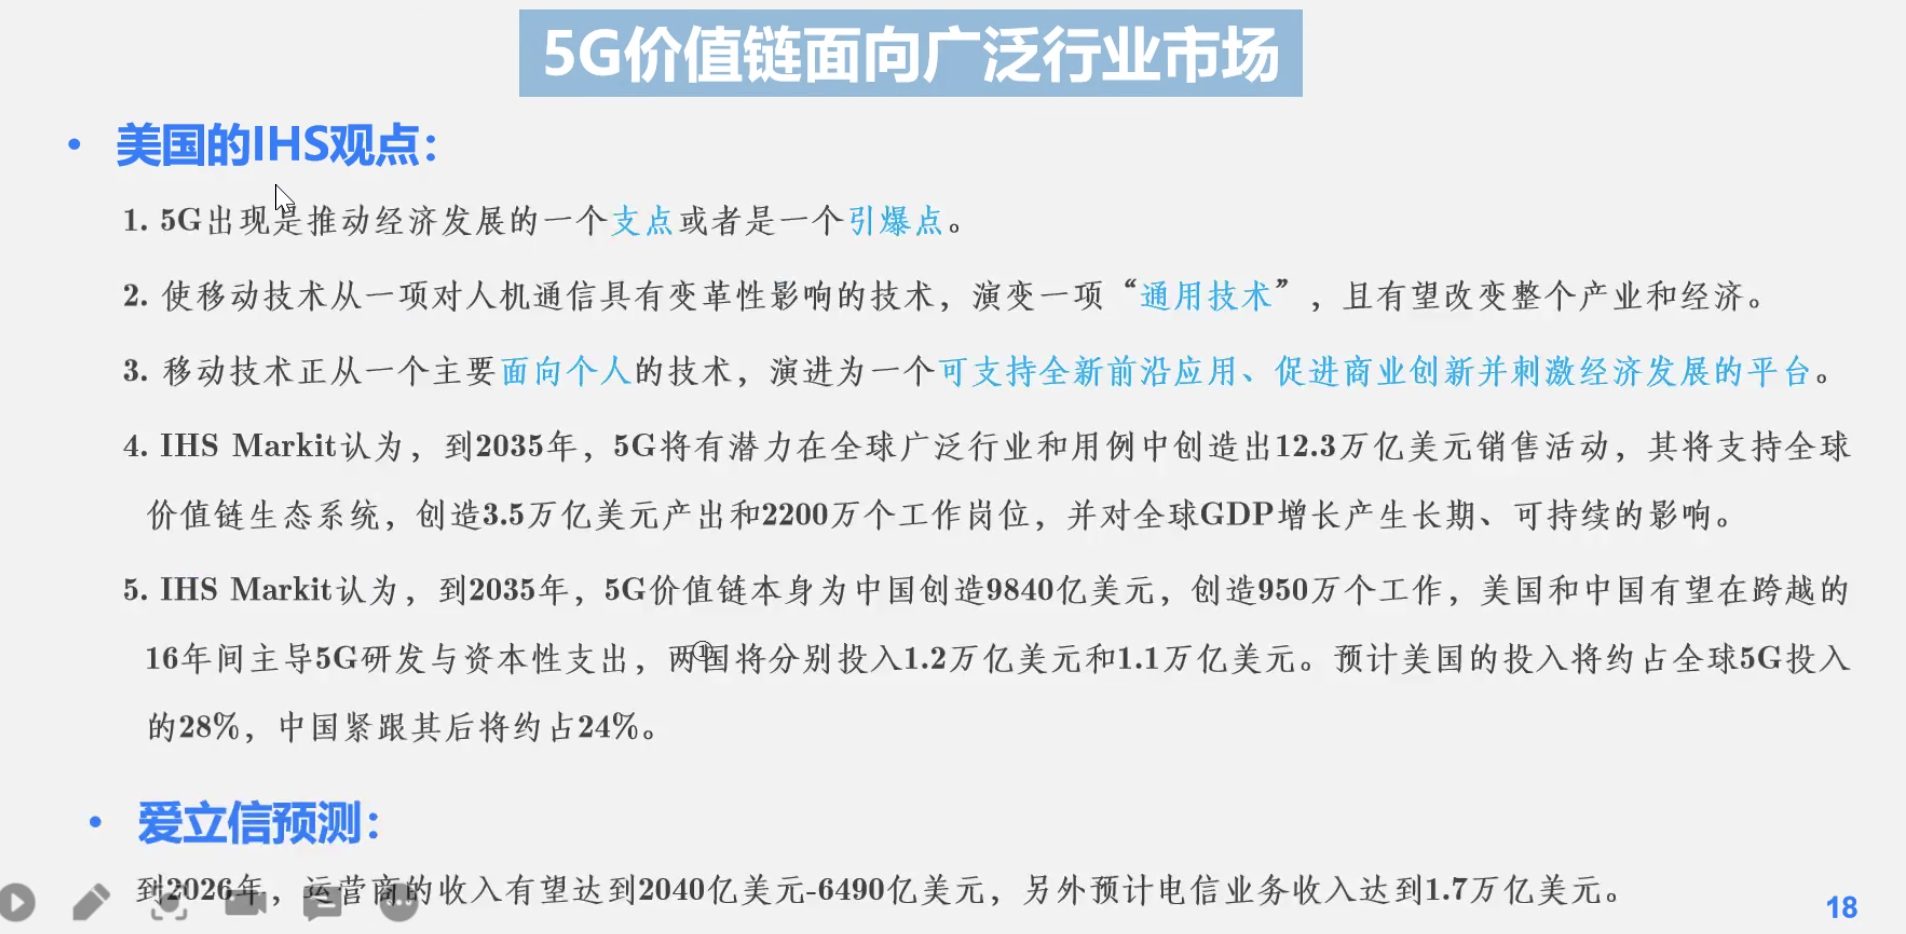 5G价值链面向广泛行业市场
• 美国的IHS观点：
1. 5G出现是推动经济发展的一个支点或者是一个引爆点。
2. 使移动技术从一项对人机通信具有变革性影响的技术，演变一项“通用技术”，且有望改变整个产业和经济。
3. 移动技术正从一个主要面向个人的技术，演进为一个可支持全新前沿应用、促进商业创新并刺激经济发展的平台。
4. IHS Markit认为，到2035年，5G将有潜力在全球广泛行业和用例中创造出12.3万亿美元销售活动，其将支持全球
价值链生态系统，创造3.5万亿美元产出和2200万个工作岗位，并对全球GDP增长产生长期、可持续的影响。
5. IHS Markit认为，到2035年，5G价值链本身为中国创造9840亿美元，创造950万个工作，美国和中国有望在跨越的
16年间主导5G研发与资本性支出，两国将分别投入1.2万亿美元和1.1万亿美元。预计美国的投入将约占全球5G投入
的28%，中国紧跟其后将约占24%。
• 爱立信预测：
到2026年，运营商的收入有望达到2040亿美元-6490亿美元，另外预计电信业务收入达到1.7万亿美元。
18